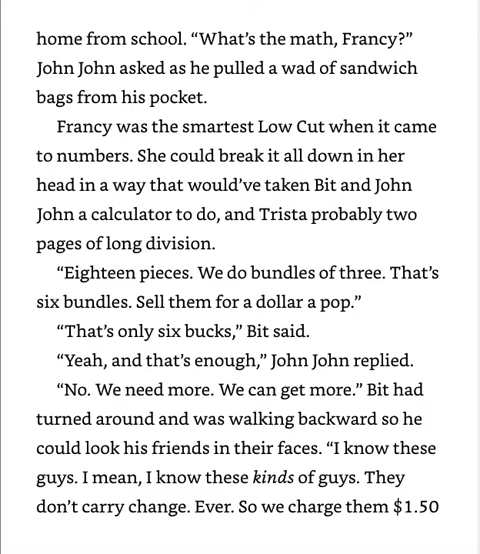 home from school. “What’s the math, Francy?”
John John asked as he pulled a wad of sandwich
bags from his pocket.
Francy was the smartest Low Cut when it came
to numbers. She could break it all down in her
head in a way that would’ve taken Bit and John
John a calculator to do, and Trista probably two
pages of long division.
“Eighteen pieces. We do bundles of three. That’s
six bundles. Sell them for a dollar a pop.”
“That’s only six bucks,” Bit said.
“Yeah, and that’s enough,” John John replied.
“No. We need more. We can get more.” Bit had
turned around and was walking backward so he
could look his friends in their faces. “I know these
guys. I mean, I know these kinds of guys. They
don’t carry change. Ever. So we charge them $1.50